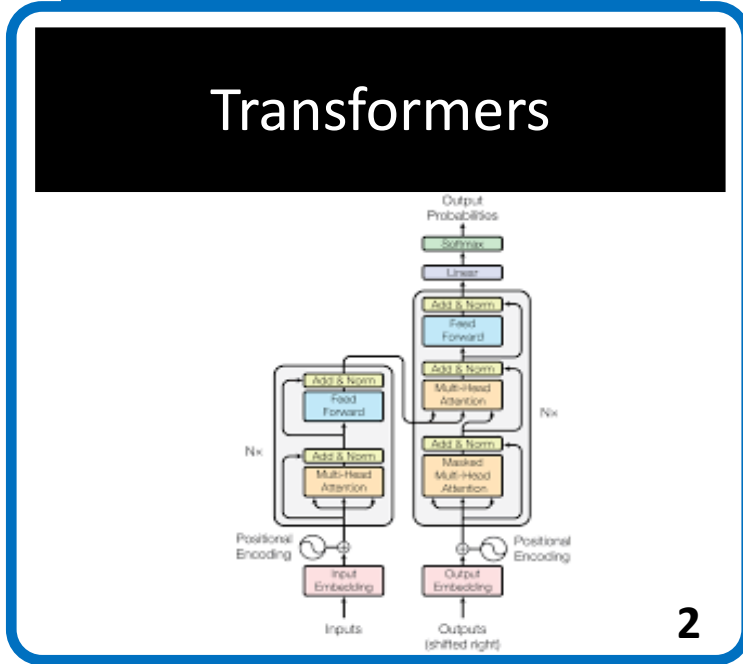 Transformers
Output
Probabilities
Softmax
Linear
Add & Norm
Feed
Forward
Add & Norm
Multi-Head
Attention
Add & Norm
Masked
Multi-Head
Attention
Nx
Add & Norm
Feed
Forward
Add & Norm
Multi-Head
Attention
Nx
Positional
Encoding
Positional
Encoding
Input
Embedding
Output
Embedding
Inputs
Outputs
(shifted right)
2